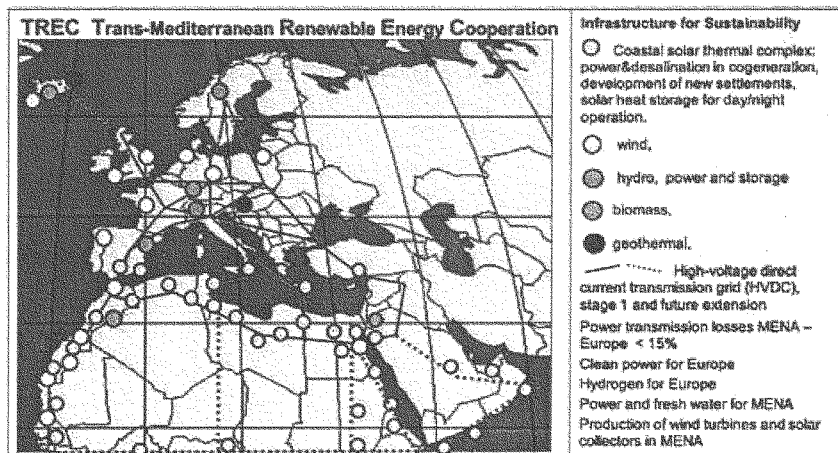 TREC Trans-Mediterranean Renewable Energy Cooperation
Infrastructure for Sustainability
Coastal solar thermal complex:
power&desalination in cogeneration,
development of new settlements,
solar heat storage for day/night
operation.
wind,
hydro, power and storage
biomass,
geothermal.
High-voltage direct
current transmission grid (HVDC),
stage 1 and future extension
Power transmission losses MENA –
Europe < 15%
Clean power for Europe
Hydrogen for Europe
Power and fresh water for MENA
Production of wind turbines and solar
collectors in MENA